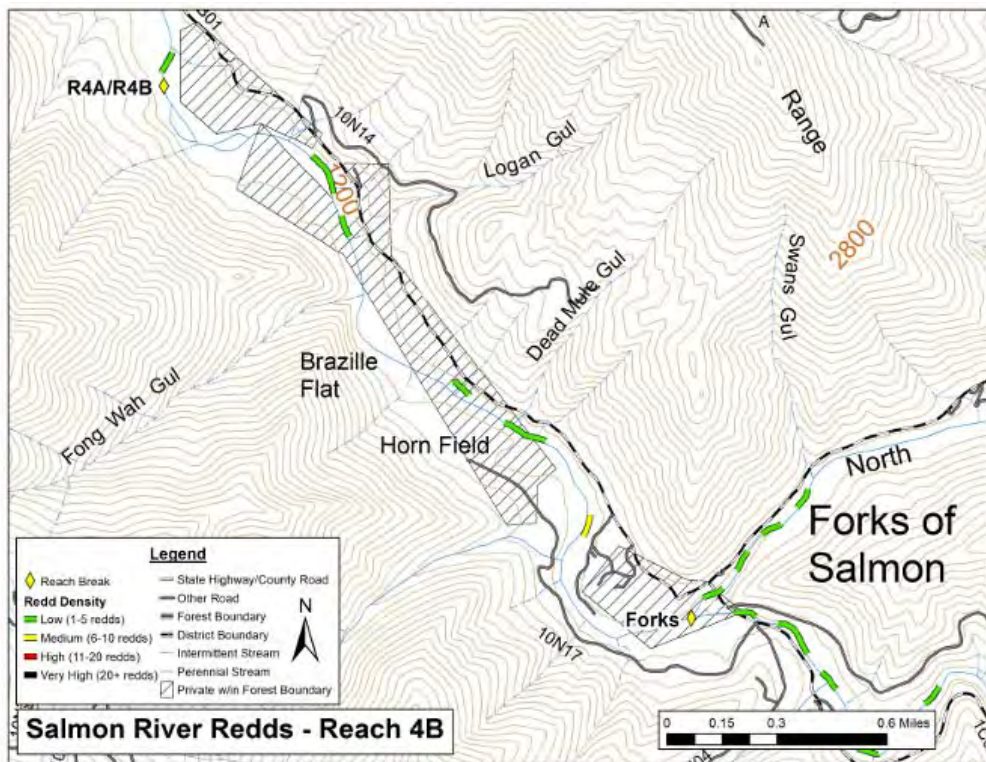 R4A/R4B
10N14
1200
Logan Gul
Range
A
2800
Swans Gul
Dead Mule Gul
Brazille
Flat
Fong Wah Gul
Horn Field
North
Forks of
Salmon
Forks
10N17
Legend
Reach Break
Redd Density
Low (1-5 redds)
Medium (6-10 redds)
High (11-20 redds)
Very High (20+ redds)
State Highway/County Road
Other Road
Forest Boundary
District Boundary
Intermittent Stream
Perennial Stream
Private w/in Forest Boundary
N
0 0.15 0.3 0.6 Miles
Salmon River Redds - Reach 4B